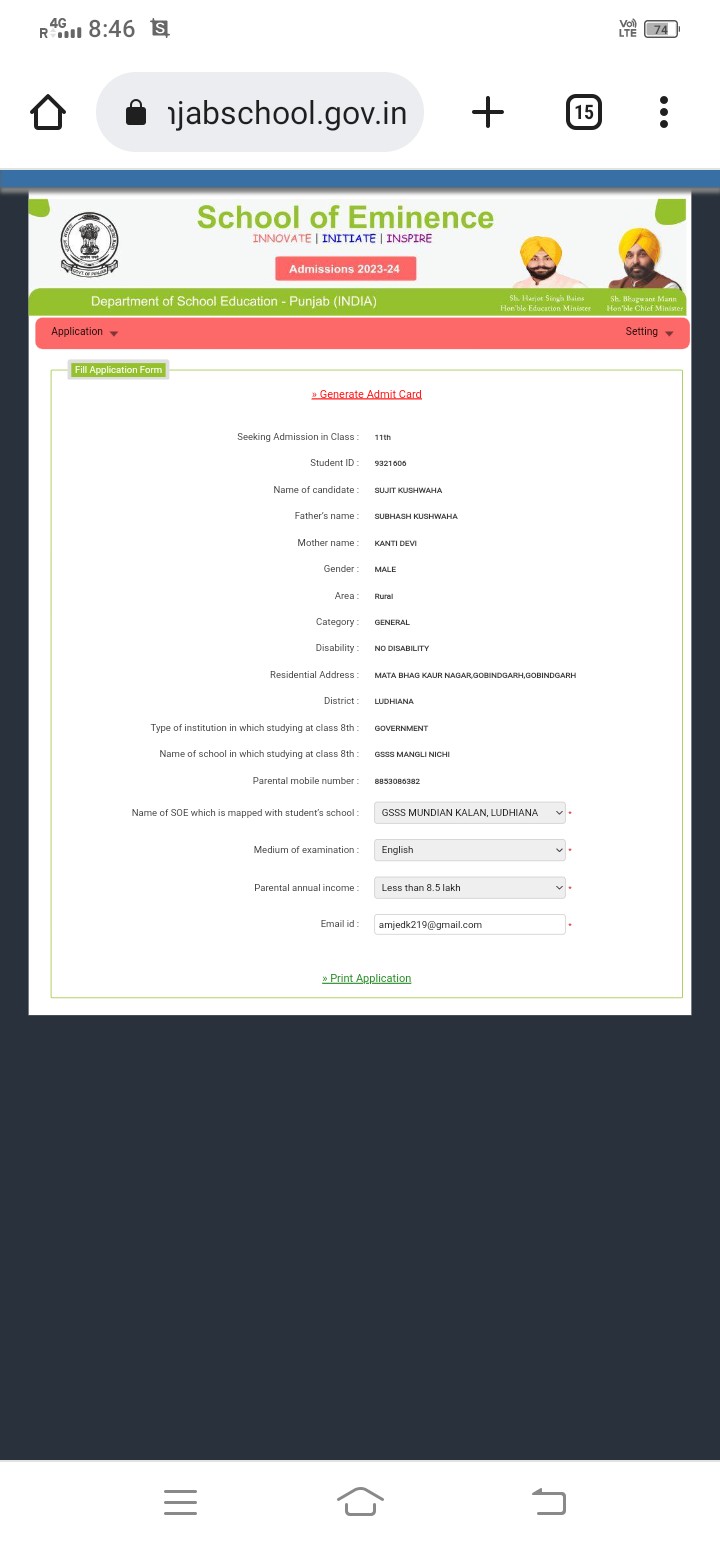 R 4G 8:46 S Vo) LTE 74
njabschool.gov.in 15
School of Eminence
INNOVATE | INITIATE | INSPIRE
Admissions 2023-24
GOVT. OF PUNJAB
Sh. Harjot Singh Bains
Hon'ble Education Minister
Sh. Bhagwant Mann
Hon'ble Chief Minister
Department of School Education - Punjab (INDIA)
Application Setting
Fill Application Form
» Generate Admit Card
Seeking Admission in Class : 11th
Student ID : 9321606
Name of candidate : SUJIT KUSHWAHA
Father's name : SUBHASH KUSHWAHA
Mother name : KANTI DEVI
Gender : MALE
Area : Rural
Category : GENERAL
Disability : NO DISABILITY
Residential Address : MATA BHAG KAUR NAGAR,GOBINDGARH,GOBINDGARH
District : LUDHIANA
Type of institution in which studying at class 8th : GOVERNMENT
Name of school in which studying at class 8th : GSSS MANGLI NICHI
Parental mobile number : 8853086382
Name of SOE which is mapped with student's school : GSSS MUNDIAN KALAN, LUDHIANA *
Medium of examination : English *
Parental annual income : Less than 8.5 lakh *
Email id : amjedk219@gmail.com *
» Print Application